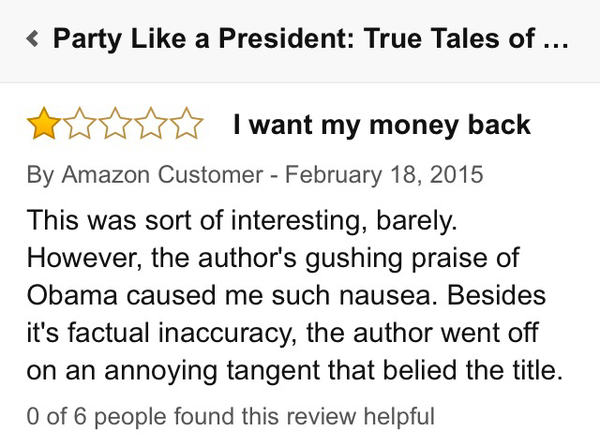 Party Like a President: True Tales of ...
I want my money back
By Amazon Customer - February 18, 2015
This was sort of interesting, barely.
However, the author's gushing praise of
Obama caused me such nausea. Besides
it's factual inaccuracy, the author went off
on an annoying tangent that belied the title.
0 of 6 people found this review helpful